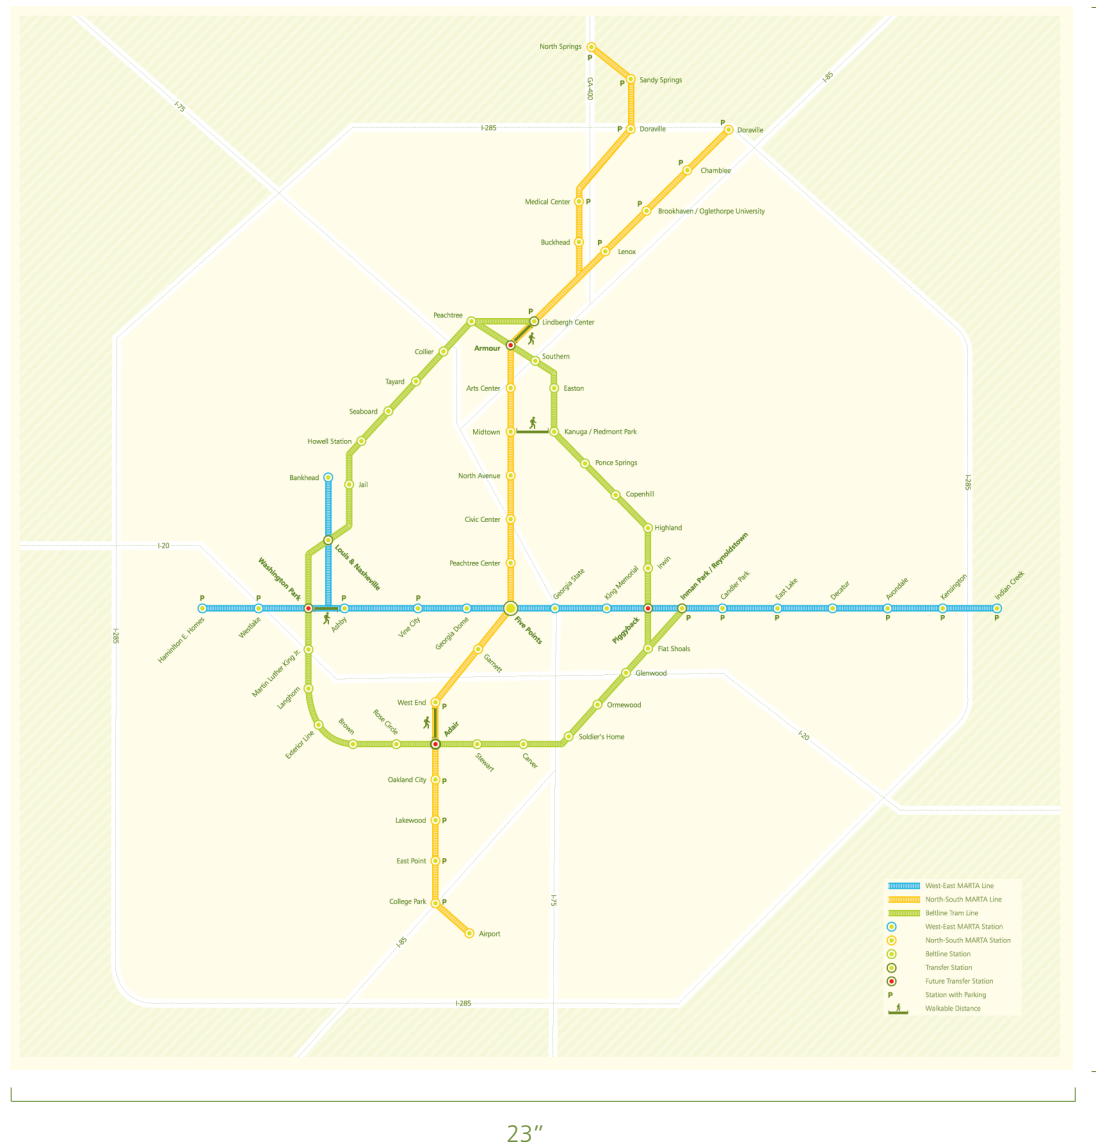 North Springs
P
Sandy Springs
P
GA-400
I-85
I-75
I-285
P
Doraville
P
Doraville
P
Chamblee
Medical Center
P
P
Brookhaven / Oglethorpe University
Buckhead
P
Lenox
Peachtree
P
Lindbergh Center
Armour
Collier
Southern
Tayard
Arts Center
Easton
Seaboard
Howell Station
Midtown
Kanuga / Piedmont Park
Ponce Springs
Bankhead
Jail
North Avenue
I-285
Copenhill
Civic Center
Highland
I-20
Louis & Nasheville
Peachtree Center
Irwin
Inman Park / Reynoldstown
Washington Park
Georgia State
King Memorial
Candler Park
East Lake
Decatur
Avondale
Kensington
Indian Creek
P
P
P
P
Haminlton E. Homes
Westlake
Ashby
Vine City
Georgia Dome
Five Points
Piggyback
P
P
P
P
P
P
I-285
Martin Luther King Jr.
Garnett
Flat Shoals
Glenwood
Langhorn
West End
P
Ormewood
Exterior Line
Brown
Rose Circle
Adair
Stewart
Carver
Soldier's Home
I-20
Oakland City
P
Lakewood
P
East Point
P
College Park
P
Airport
I-85
I-75
I-285
West-East MARTA Line
North-South MARTA Line
Beltline Tram Line
West-East MARTA Station
North-South MARTA Station
Beltline Station
Transfer Station
Future Transfer Station
P Station with Parking
Walkable Distance
23"